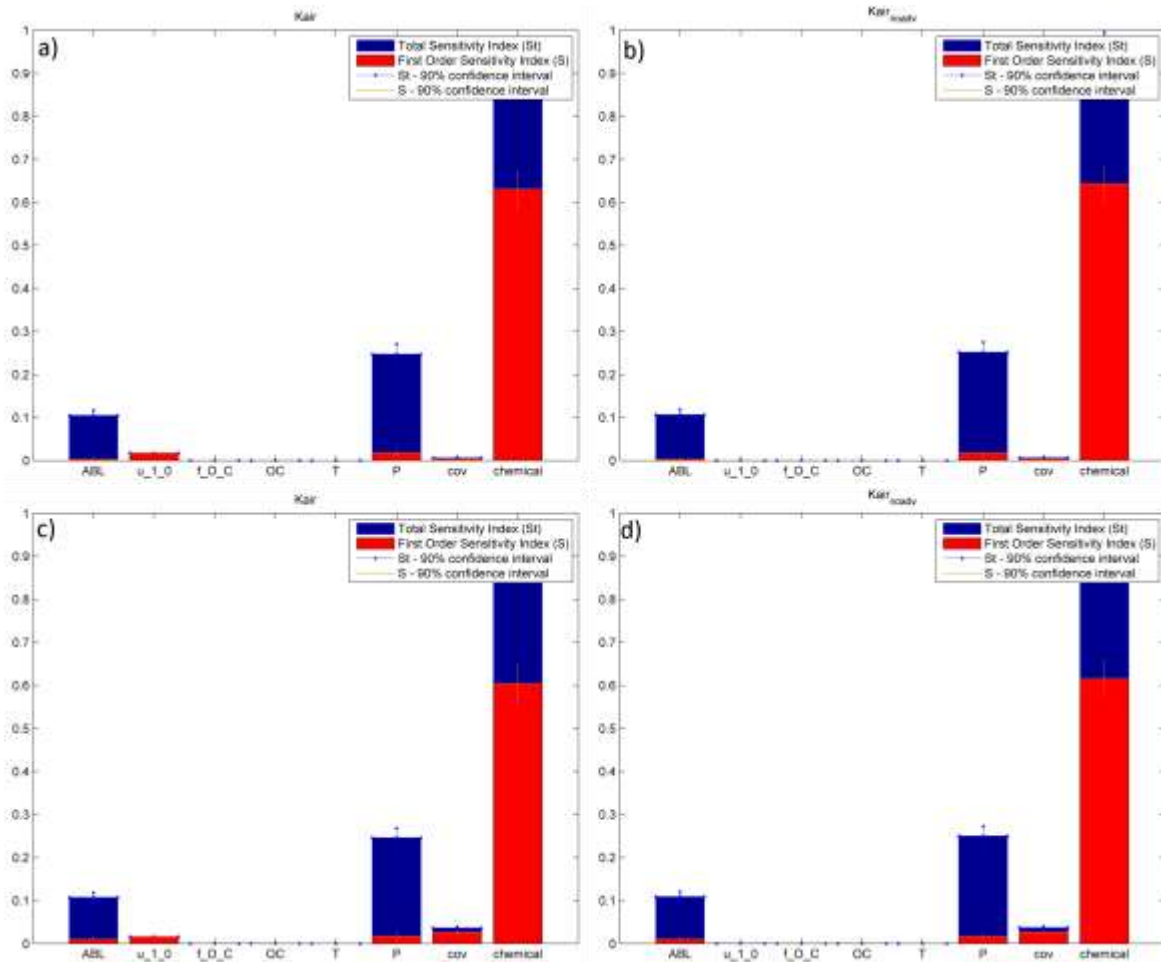 Kair
a)
Total Sensitivity Index (St)
First Order Sensitivity Index (S)
St - 90% confidence interval
S - 90% confidence interval
1
0.9
0.8
0.7
0.6
0.5
0.4
0.3
0.2
0.1
0
ABL u_1_0 f_O_C OC T P cov chemical
Kair noadv
b)
Total Sensitivity Index (St)
First Order Sensitivity Index (S)
St - 90% confidence interval
S - 90% confidence interval
1
0.9
0.8
0.7
0.6
0.5
0.4
0.3
0.2
0.1
0
ABL u_1_0 f_O_C OC T P cov chemical
Kair
c)
Total Sensitivity Index (St)
First Order Sensitivity Index (S)
St - 90% confidence interval
S - 90% confidence interval
1
0.9
0.8
0.7
0.6
0.5
0.4
0.3
0.2
0.1
0
ABL u_1_0 f_O_C OC T P cov chemical
Kair noadv
d)
Total Sensitivity Index (St)
First Order Sensitivity Index (S)
St - 90% confidence interval
S - 90% confidence interval
1
0.9
0.8
0.7
0.6
0.5
0.4
0.3
0.2
0.1
0
ABL u_1_0 f_O_C OC T P cov chemical